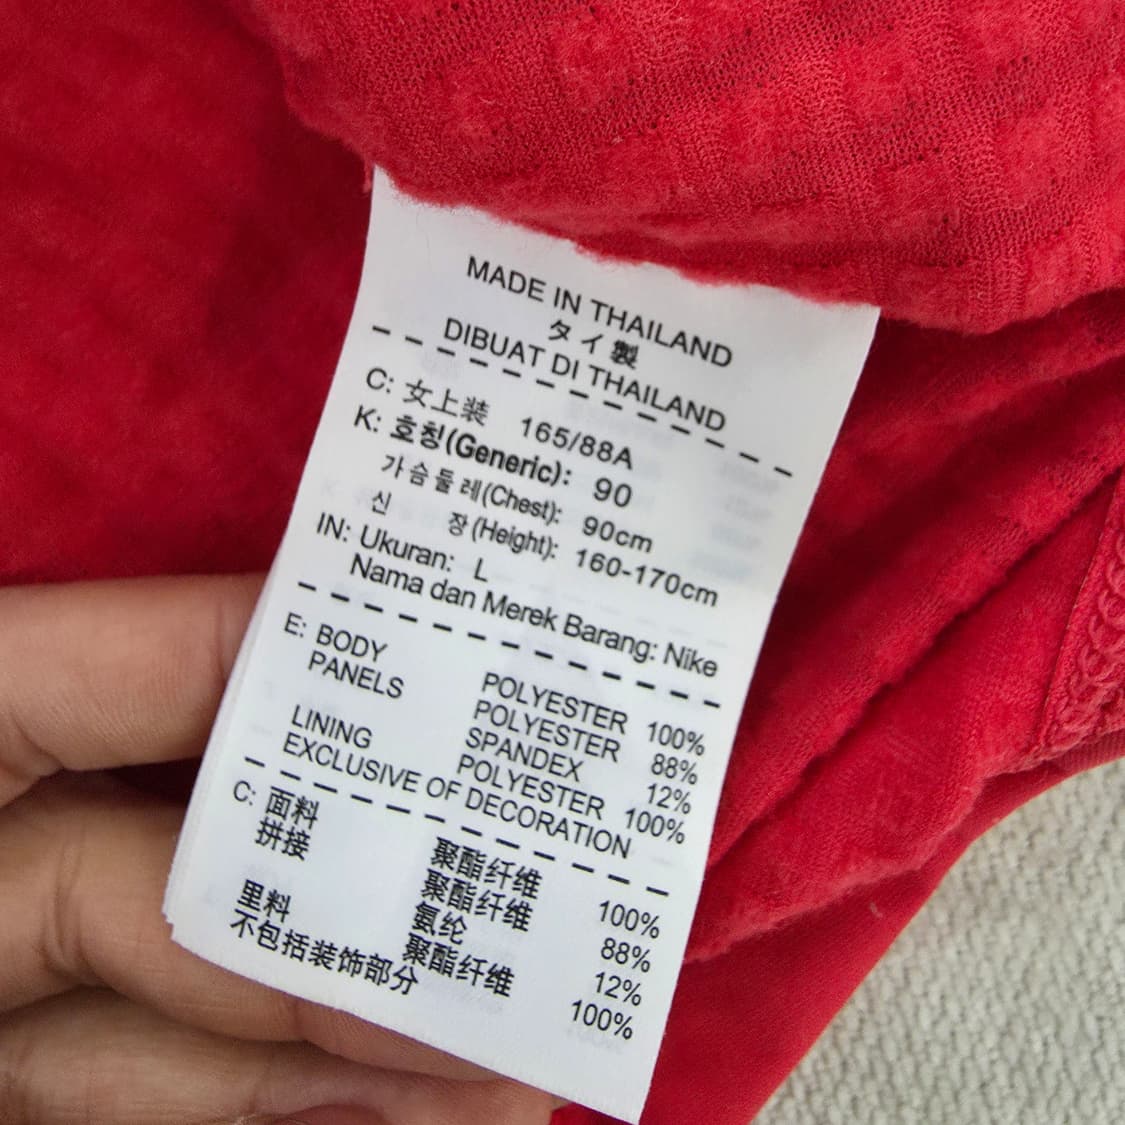 MADE IN THAILAND
タイ製
DIBUAT DI THAILAND
C: 女上装 165/88A
K: 호칭(Generic): 90
가슴둘레(Chest): 90cm
신 장(Height): 160-170cm
IN: Ukuran: L
Nama dan Merek Barang: Nike
E: BODY POLYESTER 100%
PANELS POLYESTER 88%
SPANDEX 12%
LINING POLYESTER 100%
EXCLUSIVE OF DECORATION
C: 面料 聚酯纤维 100%
拼接 聚酯纤维 88%
氨纶 12%
里料 聚酯纤维 100%
不包括装饰部分